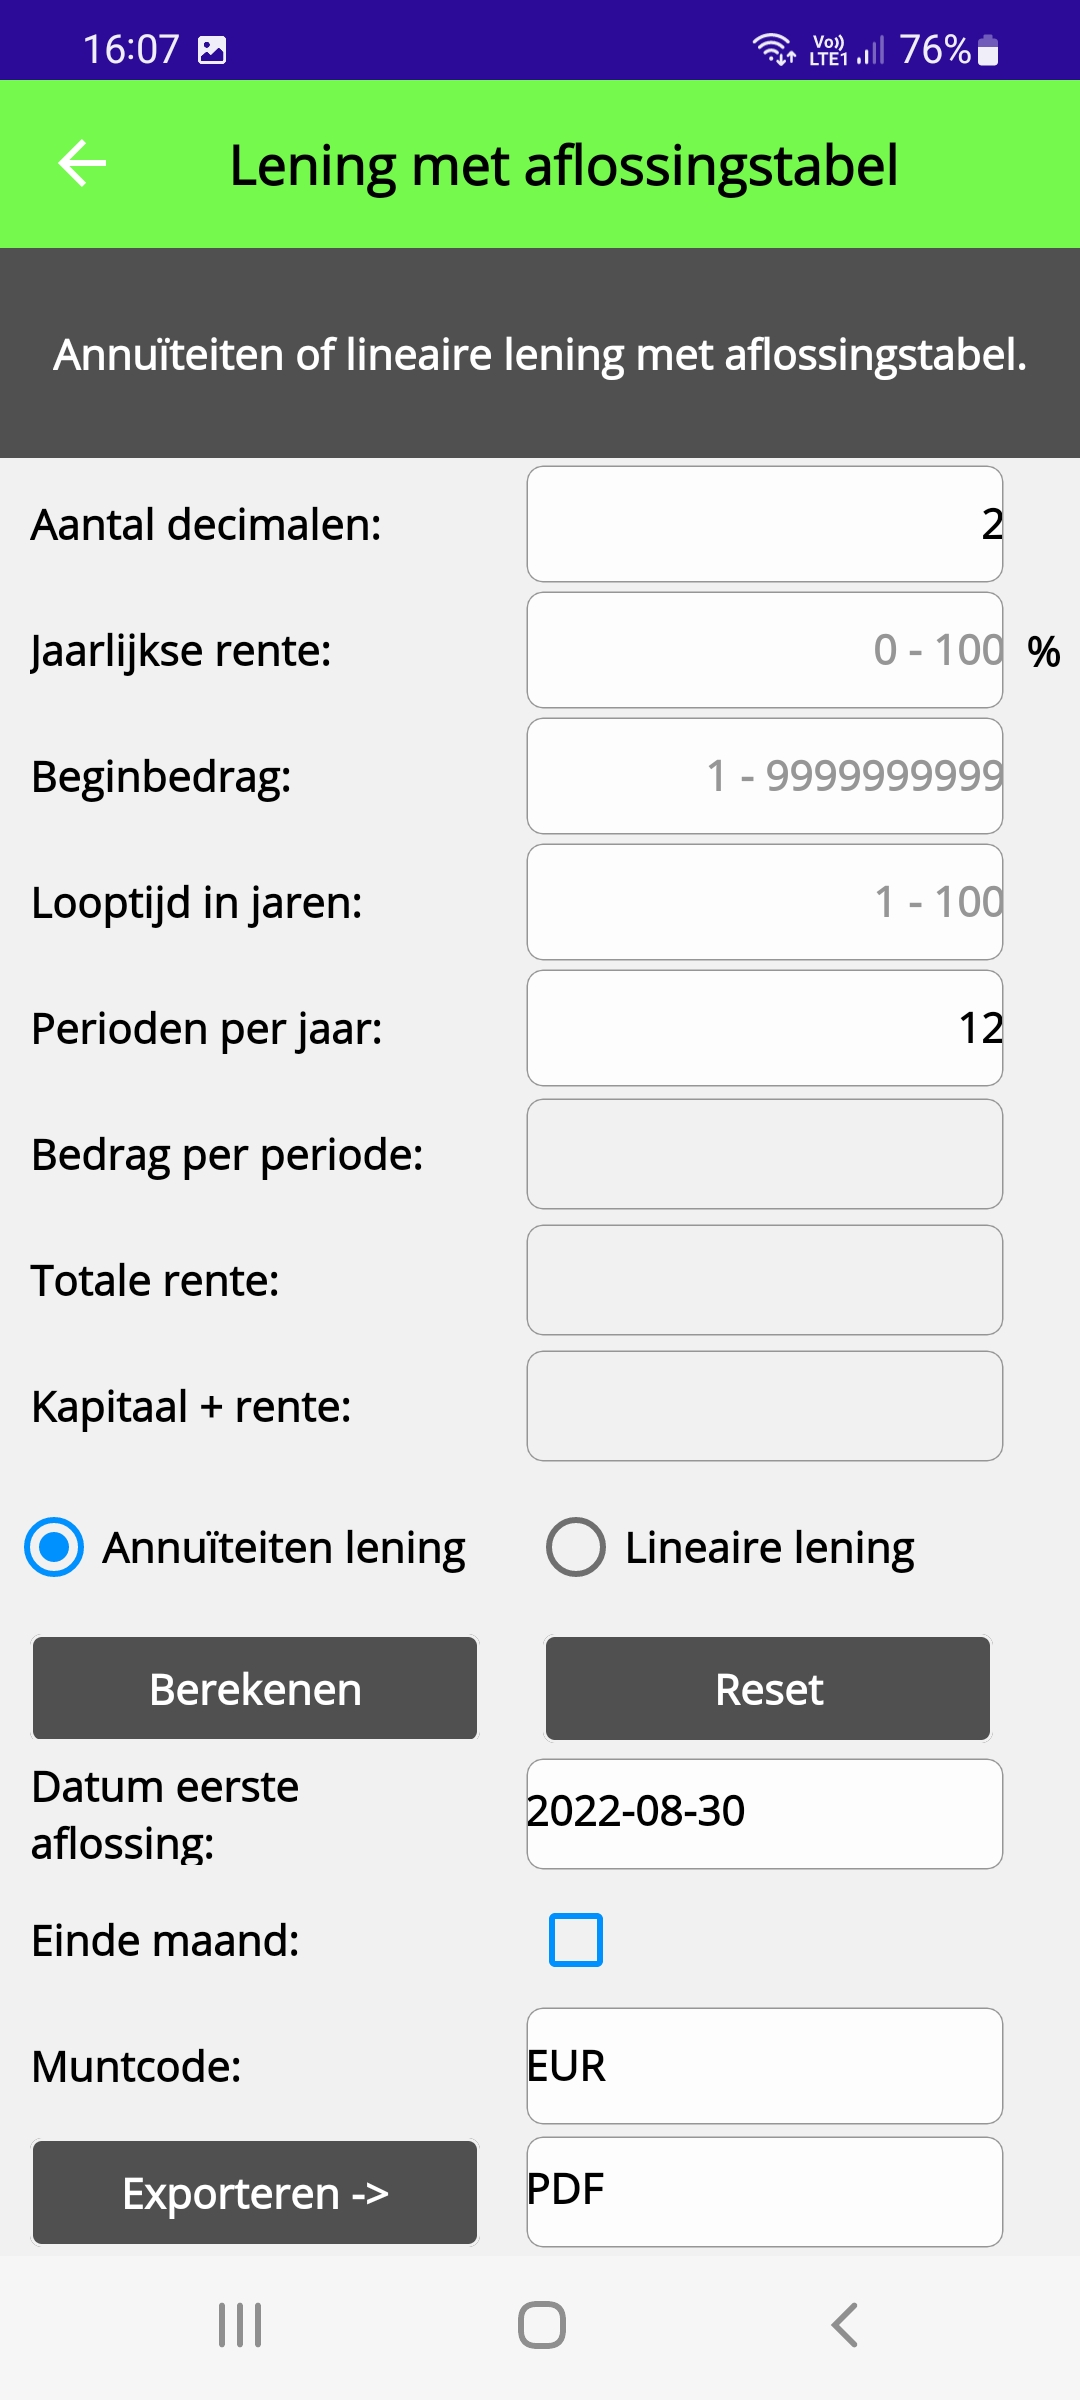 16:07
Vo))
LTE1
76%
Lening met aflossingstabel
Annuïteiten of lineaire lening met aflossingstabel.
Aantal decimalen:
2
Jaarlijkse rente:
0 - 100
%
Beginbedrag:
1 - 9999999999
Looptijd in jaren:
1 - 100
Perioden per jaar:
12
Bedrag per periode:
Totale rente:
Kapitaal + rente:
Annuïteiten lening
Lineaire lening
Berekenen
Reset
Datum eerste
aflossing:
2022-08-30
Einde maand:
Muntcode:
EUR
Exporteren ->
PDF